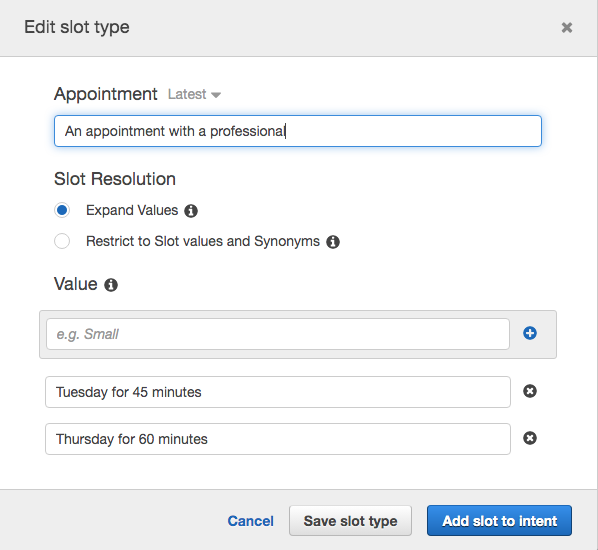 Edit slot type
Appointment Latest
An appointment with a professional
Slot Resolution
Expand Values
Restrict to Slot values and Synonyms
Value
e.g. Small
Tuesday for 45 minutes
Thursday for 60 minutes
Cancel Save slot type Add slot to intent